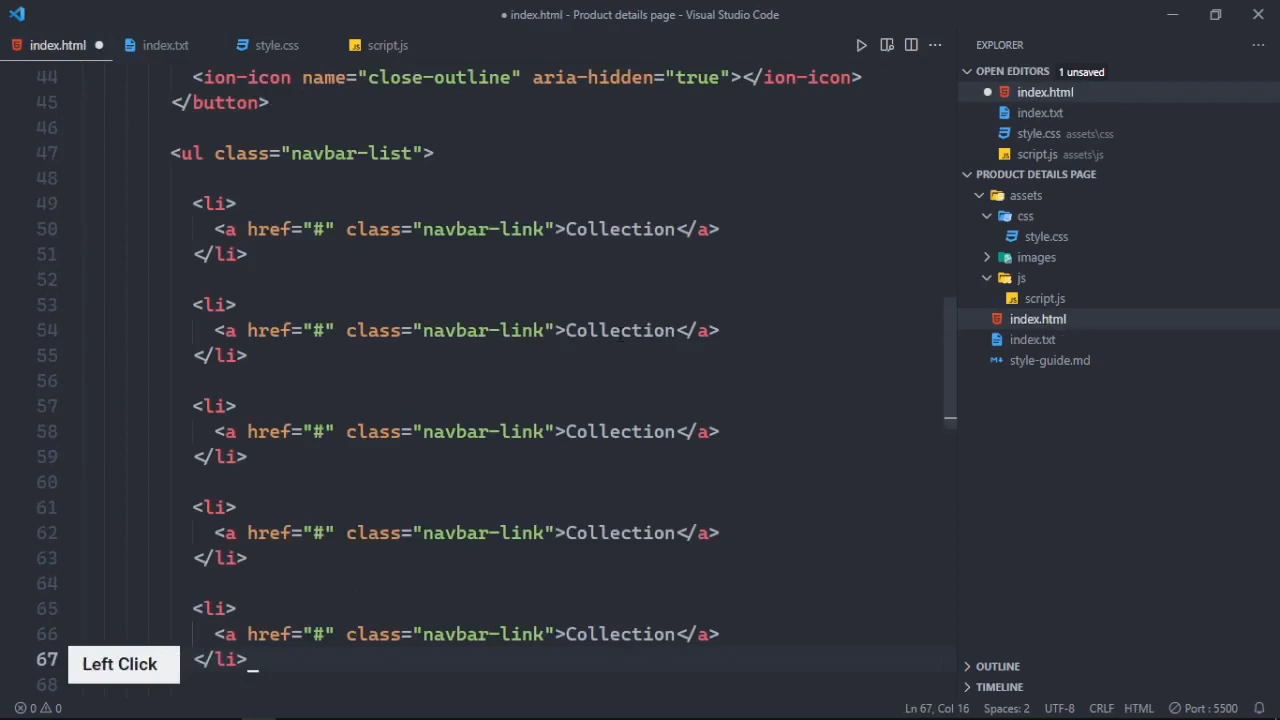 ● index.html - Product details page - Visual Studio Code
index.html ● index.txt style.css script.js
44 <ion-icon name="close-outline" aria-hidden="true"></ion-icon>
45 </button>
46
47 <ul class="navbar-list">
48
49 <li>
50 <a href="#" class="navbar-link">Collection</a>
51 </li>
52
53 <li>
54 <a href="#" class="navbar-link">Collection</a>
55 </li>
56
57 <li>
58 <a href="#" class="navbar-link">Collection</a>
59 </li>
60
61 <li>
62 <a href="#" class="navbar-link">Collection</a>
63 </li>
64
65 <li>
66 <a href="#" class="navbar-link">Collection</a>
67 </li>
68
Left Click
EXPLORER
OPEN EDITORS 1 unsaved
● index.html
index.txt
style.css assets\css
JS script.js assets\js
PRODUCT DETAILS PAGE
assets
css
style.css
images
js
JS script.js
index.html
index.txt
style-guide.md
OUTLINE
TIMELINE
0 0 Ln 67, Col 16 Spaces: 2 UTF-8 CRLF HTML Port : 5500